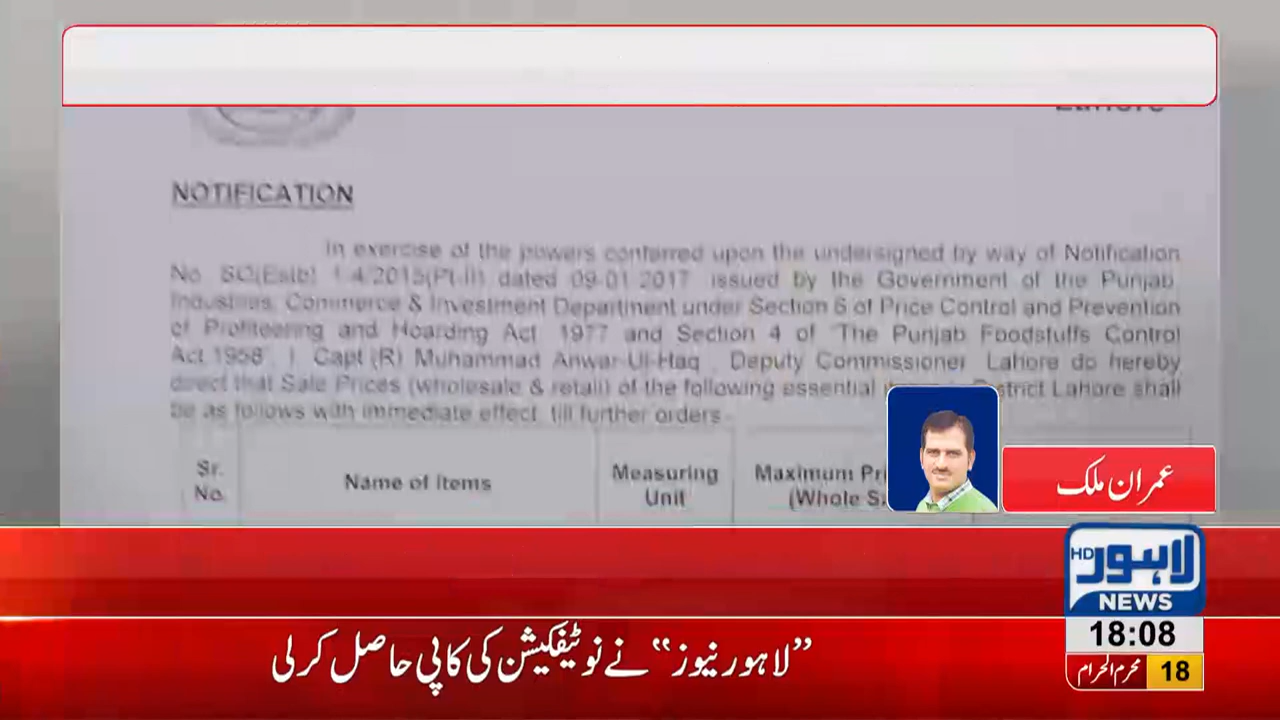 NOTIFICATION
In exercise of the powers conferred upon the undersigned by way of Notification
No. SO(Estb) 1-4/2015(Pt-II) dated 09-01-2017 issued by the Government of the Punjab,
Industries, Commerce & Investment Department under Section 6 of Price Control and Prevention
of Profiteering and Hoarding Act, 1977 and Section 4 of "The Punjab Foodstuffs Control
Act 1958", I, Capt (R) Muhammad Anwar-Ul-Haq, Deputy Commissioner, Lahore do hereby
direct that Sale Prices (wholesale & retail) of the following essential District Lahore shall
be as follows with immediate effect, till further orders
Sr. No.
Name of Items
Measuring Unit
Maximum (Whole
عمران ملک
HD لاہور
NEWS
18:08
محرم الحرام 18
”لاہور نیوز“ نے نوٹیفکیشن کی کاپی حاصل کر لی